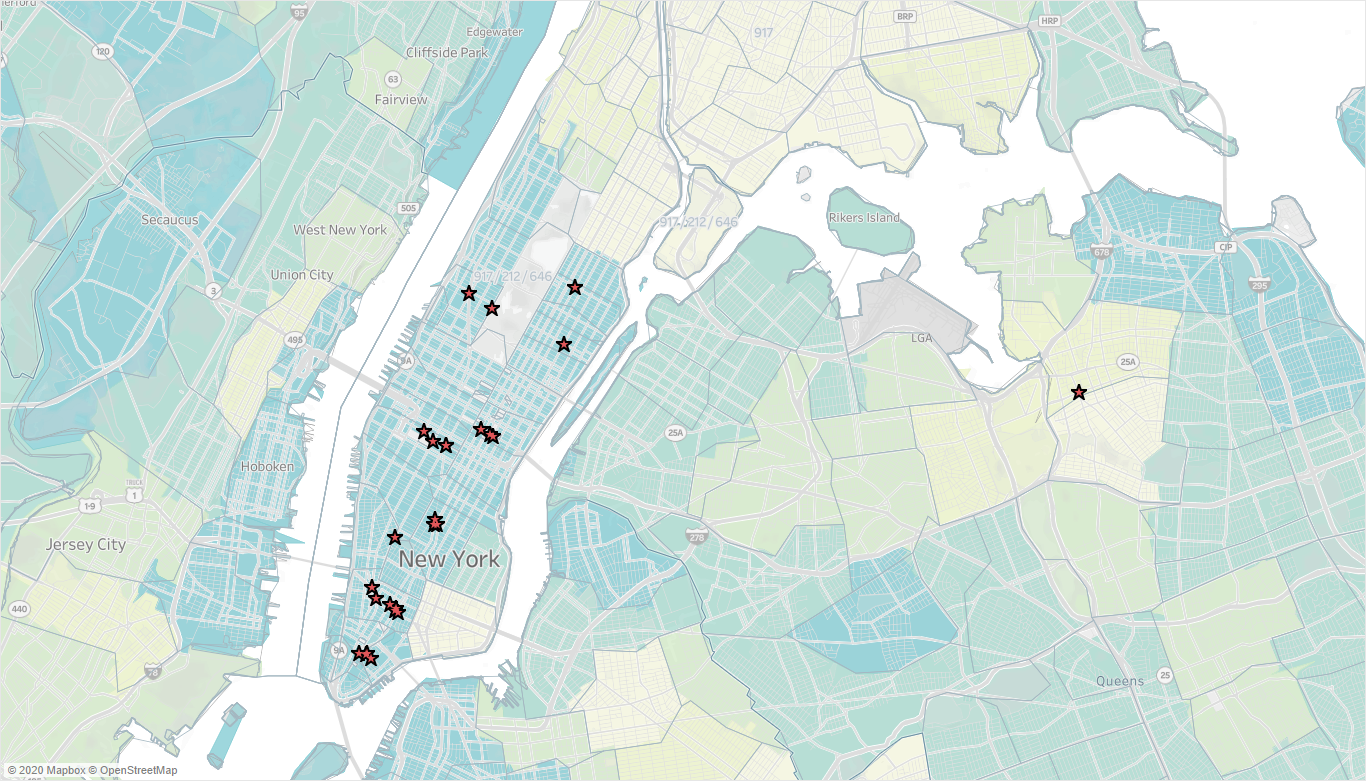 95
BRP
HRP
Edgewater
917
120
Cliffside Park
63
Fairview
505
Secaucus
West New York
917 / 212 / 646
Rikers Island
678
CIP
Union City
917 / 212 / 646
295
3
495
9A
LGA
25A
25A
Hoboken
TRUCK
1
1-9
Jersey City
278
New York
440
9A
78
Queens
25
© 2020 Mapbox © OpenStreetMap